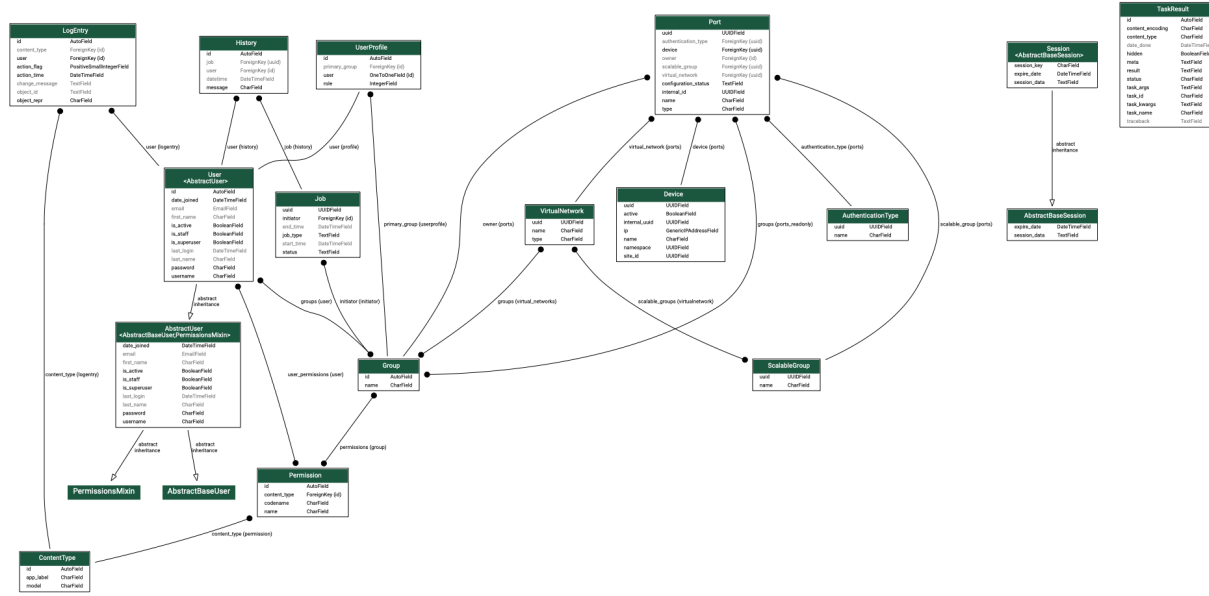 LogEntry
id AutoField
content_type ForeignKey (id)
user ForeignKey (id)
action_flag PositiveSmallIntegerField
action_time DateTimeField
change_message TextField
object_id TextField
object_repr CharField
History
id AutoField
job ForeignKey (uuid)
user ForeignKey (id)
datetime DateTimeField
message CharField
UserProfile
id AutoField
primary_group ForeignKey (id)
user OneToOneField (id)
role IntegerField
Port
uuid UUIDField
authentication_type ForeignKey (uuid)
device ForeignKey (uuid)
owner ForeignKey (id)
scalable_group ForeignKey (uuid)
virtual_network ForeignKey (uuid)
configuration_status TextField
internal_id UUIDField
name CharField
type CharField
Session
<AbstractBaseSession>
session_key CharField
expire_date DateTimeField
session_data TextField
TaskResult
id AutoField
content_encoding CharField
content_type CharField
date_done DateTimeFie
hidden BooleanField
meta TextField
result TextField
status CharField
task_args TextField
task_id CharField
task_kwargs TextField
task_name CharField
traceback TextField
user (logentry)
user (history)
job (history)
user (profile)
virtual_network (ports)
device (ports)
authentication_type (ports)
abstract
inheritance
User
<AbstractUser>
id AutoField
date_joined DateTimeField
email EmailField
first_name CharField
is_active BooleanField
is_staff BooleanField
is_superuser BooleanField
last_login DateTimeField
last_name CharField
password CharField
username CharField
Job
uuid UUIDField
initiator ForeignKey (id)
end_time DateTimeField
job_type TextField
start_time DateTimeField
status TextField
primary_group (userprofile)
owner (ports)
VirtualNetwork
uuid UUIDField
name CharField
type CharField
Device
uuid UUIDField
active BooleanField
internal_uuid UUIDField
ip GenericIPAddressField
name CharField
namespace UUIDField
site_id UUIDField
groups (ports_readonly)
AuthenticationType
uuid UUIDField
name CharField
scalable_group (ports)
AbstractBaseSession
expire_date DateTimeField
session_data TextField
abstract
inheritance
groups (user)
initiator (initiator)
groups (virtual_networks)
scalable_groups (virtualnetwork)
AbstractUser
<AbstractBaseUser,PermissionsMixin>
date_joined DateTimeField
email EmailField
first_name CharField
is_active BooleanField
is_staff BooleanField
is_superuser BooleanField
last_login DateTimeField
last_name CharField
password CharField
username CharField
content_type (logentry)
user_permissions (user)
Group
id AutoField
name CharField
ScalableGroup
uuid UUIDField
name CharField
abstract
inheritance
abstract
inheritance
permissions (group)
PermissionsMixin
AbstractBaseUser
Permission
id AutoField
content_type ForeignKey (id)
codename CharField
name CharField
content_type (permission)
ContentType
id AutoField
app_label CharField
model CharField